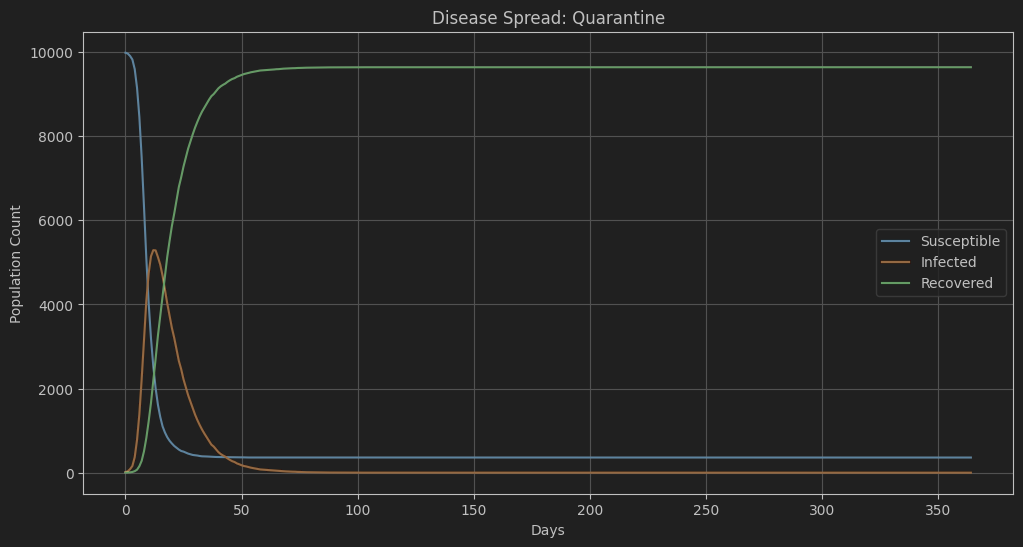 Disease Spread: Quarantine
Population Count
10000
8000
6000
4000
2000
0
Susceptible
Infected
Recovered
0 50 100 150 200 250 300 350
Days